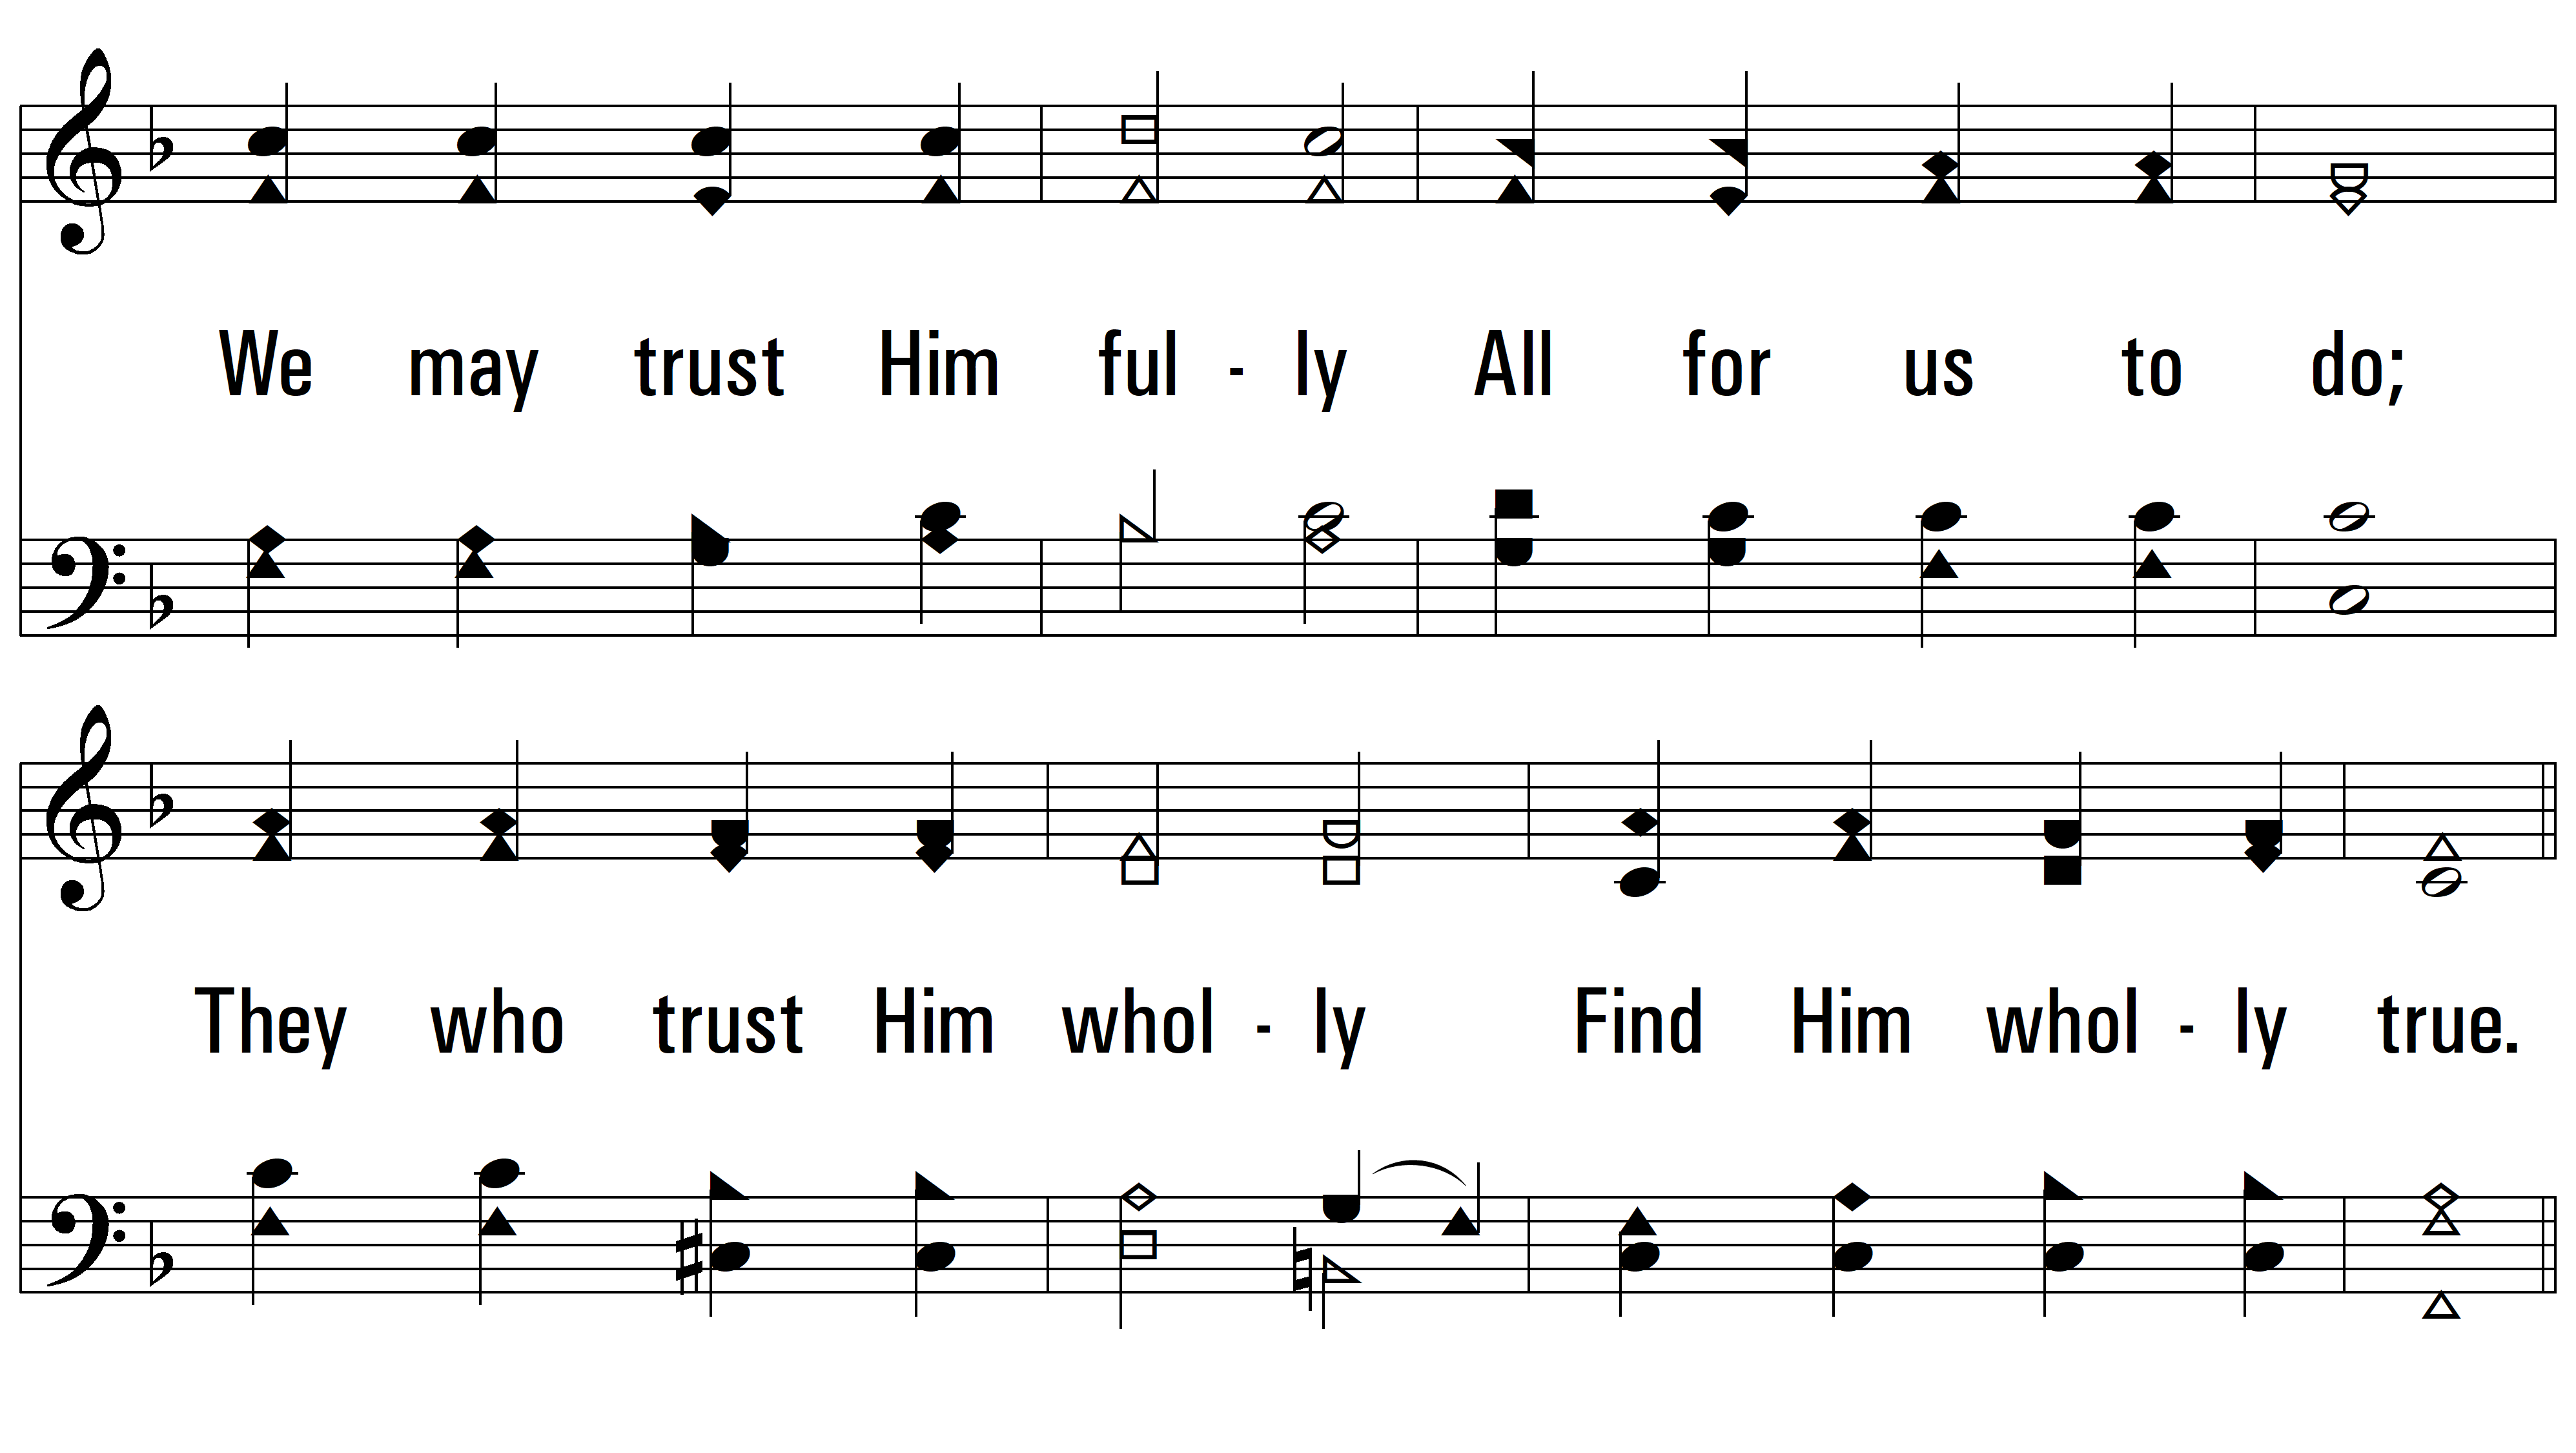 We may trust Him ful - ly All for us to do;
They who trust Him whol - ly Find Him whol - ly true.